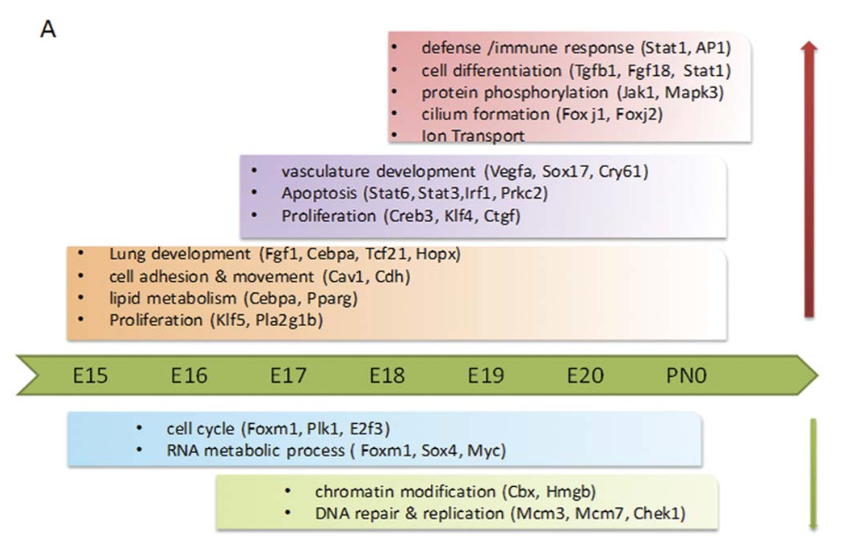 A
• defense /immune response (Stat1, AP1)
• cell differentiation (Tgfb1, Fgf18, Stat1)
• protein phosphorylation (Jak1, Mapk3)
• cilium formation (Foxj1, Foxj2)
• Ion Transport
• vasculature development (Vegfa, Sox17, Cry61)
• Apoptosis (Stat6, Stat3,Irf1, Prkc2)
• Proliferation (Creb3, Klf4, Ctgf)
• Lung development (Fgf1, Cebpa, Tcf21, Hopx)
• cell adhesion & movement (Cav1, Cdh)
• lipid metabolism (Cebpa, Pparg)
• Proliferation (Klf5, Pla2g1b)
E15 E16 E17 E18 E19 E20 PN0
• cell cycle (Foxm1, Plk1, E2f3)
• RNA metabolic process ( Foxm1, Sox4, Myc)
• chromatin modification (Cbx, Hmgb)
• DNA repair & replication (Mcm3, Mcm7, Chek1)